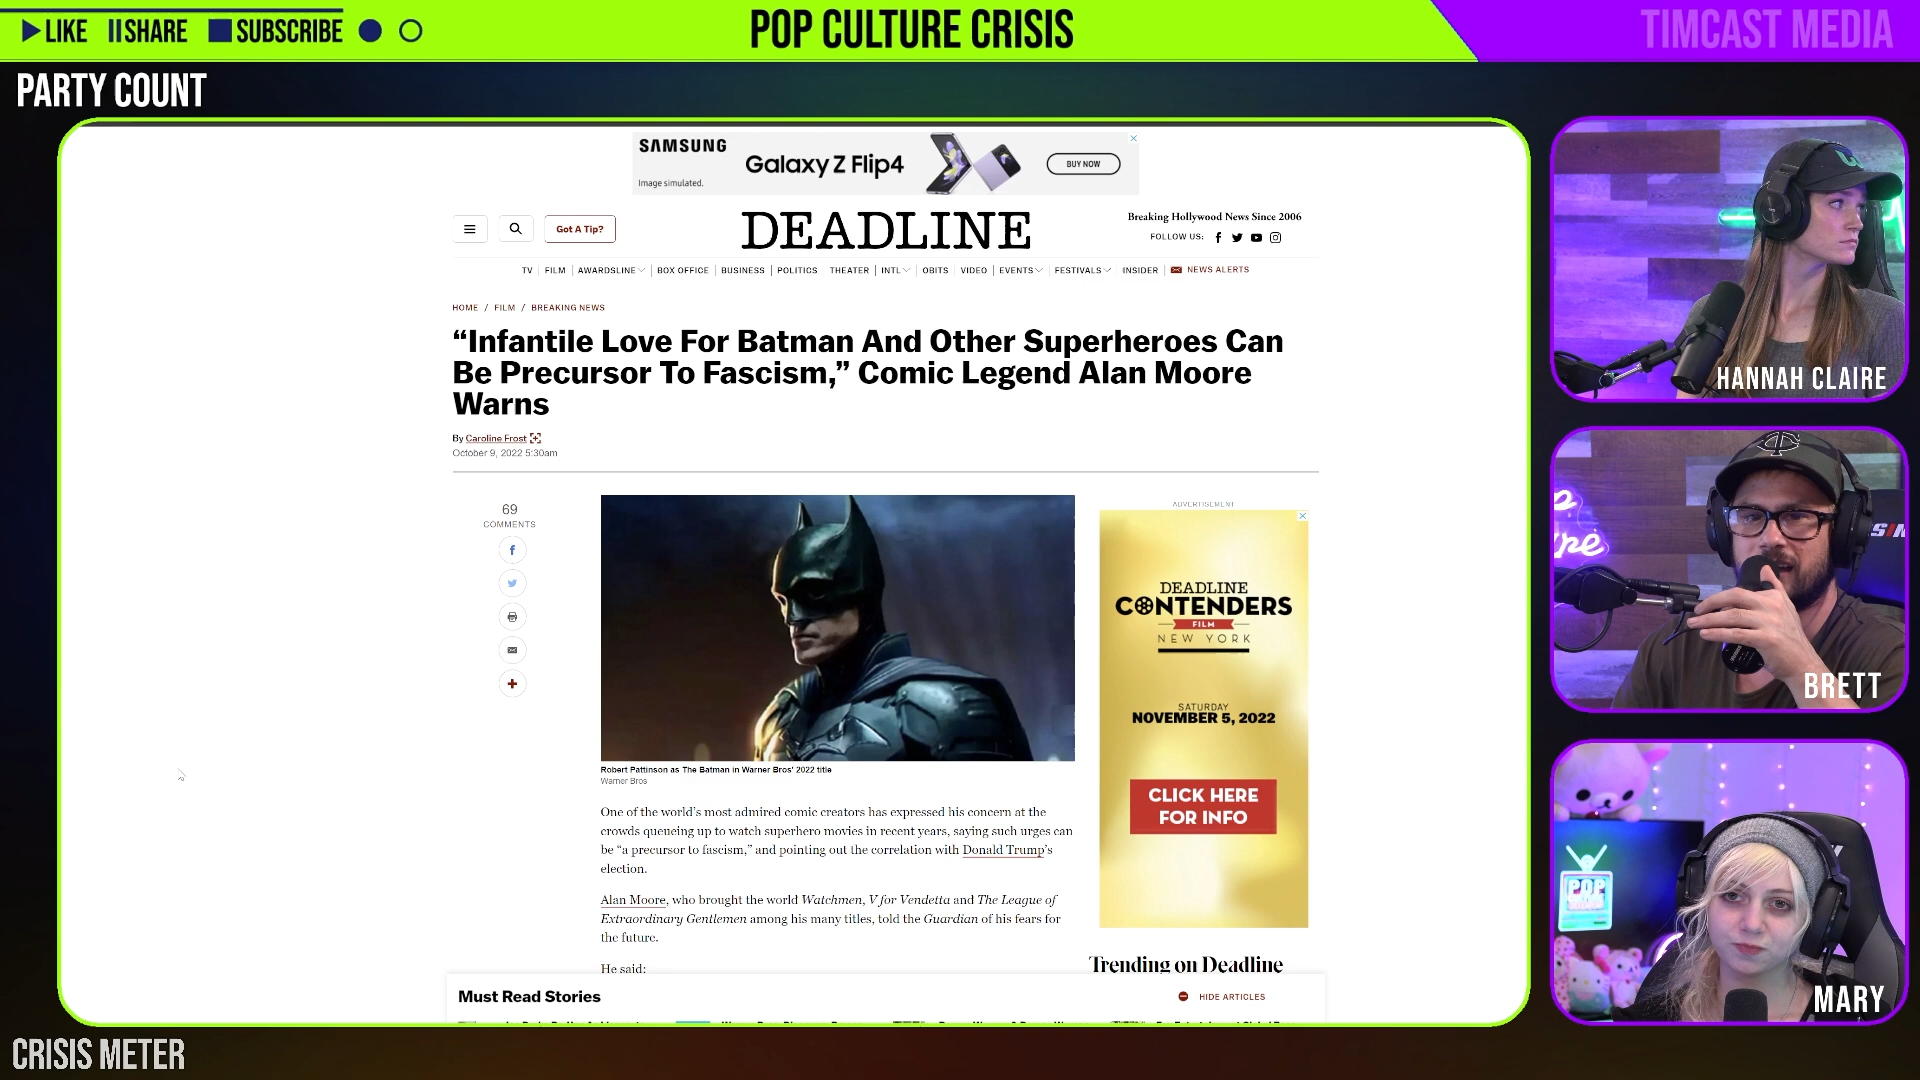 LIKE SHARE SUBSCRIBE
POP CULTURE CRISIS
TIMCAST MEDIA
PARTY COUNT
SAMSUNG
Galaxy Z Flip4
BUY NOW
Image simulated.
Got A Tip?
DEADLINE
Breaking Hollywood News Since 2006
FOLLOW US:
TV FILM AWARDSLINE BOX OFFICE BUSINESS POLITICS THEATER INTL OBITS VIDEO EVENTS FESTIVALS INSIDER NEWS ALERTS
HOME / FILM / BREAKING NEWS
“Infantile Love For Batman And Other Superheroes Can
Be Precursor To Fascism,” Comic Legend Alan Moore
Warns
By Caroline Frost
October 9, 2022 5:30am
69
COMMENTS
Robert Pattinson as The Batman in Warner Bros' 2022 title
Warner Bros
One of the world’s most admired comic creators has expressed his concern at the
crowds queueing up to watch superhero movies in recent years, saying such urges can
be “a precursor to fascism,” and pointing out the correlation with Donald Trump’s
election.
Alan Moore, who brought the world Watchmen, V for Vendetta and The League of
Extraordinary Gentlemen among his many titles, told the Guardian of his fears for
the future.
He said:
ADVERTISEMENT
DEADLINE
CONTENDERS
FILM
NEW YORK
SATURDAY
NOVEMBER 5, 2022
CLICK HERE
FOR INFO
Trending on Deadline
Must Read Stories
HIDE ARTICLES
HANNAH CLAIRE
BRETT
POP
MARY
CRISIS METER